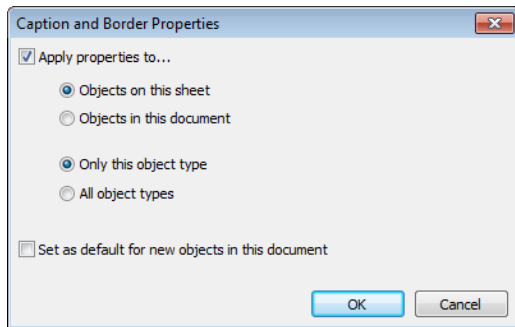 Caption and Border Properties
Apply properties to...
Objects on this sheet
Objects in this document
Only this object type
All object types
Set as default for new objects in this document
OK Cancel